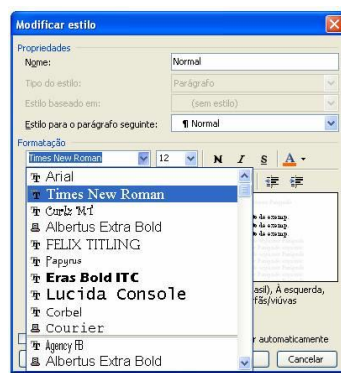 Modificar estilo
Propriedades
Nome: Normal
Tipo do estilo: Parágrafo
Estilo baseado em: (sem estilo)
Estilo para o parágrafo seguinte: ¶ Normal
Formatação
Times New Roman 12 N I S A
Arial
Times New Roman
Curlz MT
Albertus Extra Bold
FELIX TITLING
Papyrus
Eras Bold ITC
asil), À esquerda,
Lucida Console
fãs/viúvas
Corbel
Courier
Agency FB
r automaticamente
Albertus Extra Bold
Cancelar